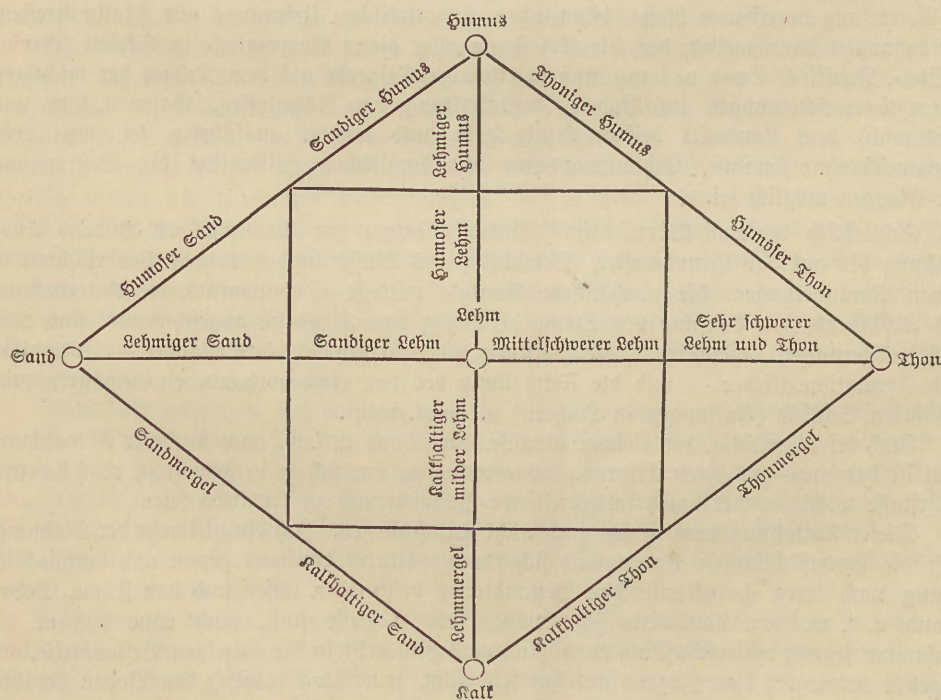 Humus
Sandiger Humus
Lehmiger
Humus
Thoniger Humus
Humoser Sand
Humoser
Lehm
Humöser Thon
Lehm
Sand
Lehmiger Sand
Sandiger Lehm
Mittelschwerer Lehm
Sehr schwerer
Lehm und Thon
Thon
Sandmergel
Kalkhaltiger
milder Lehm
Thonmergel
Kalkhaltiger Sand
Lehmmergel
Kalkhaltiger Thon
Kalk